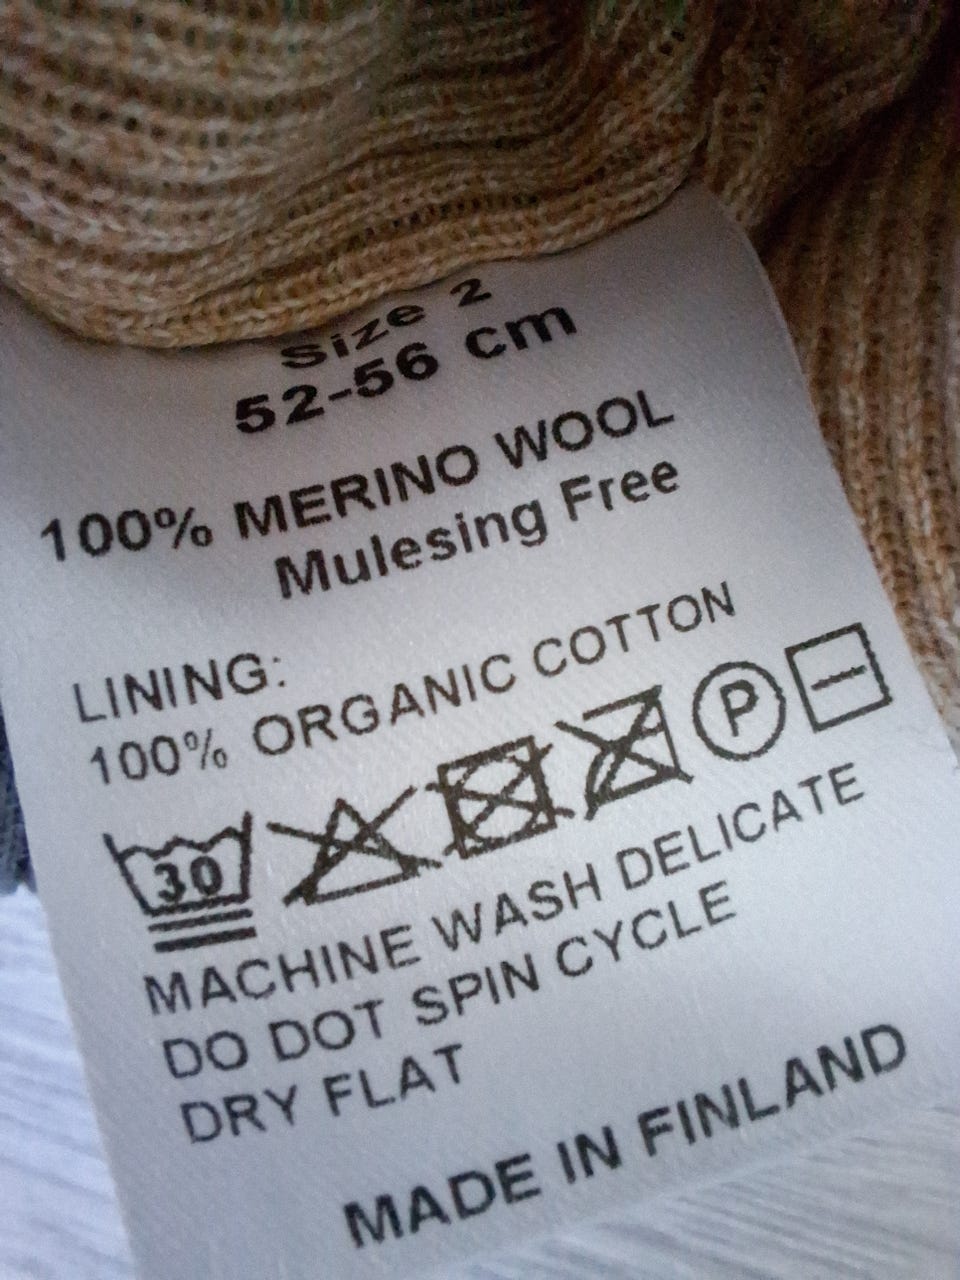 Size 2
52-56 cm
100% MERINO WOOL
Mulesing Free
LINING:
100% ORGANIC COTTON
30 P
MACHINE WASH DELICATE
DO DOT SPIN CYCLE
DRY FLAT
MADE IN FINLAND